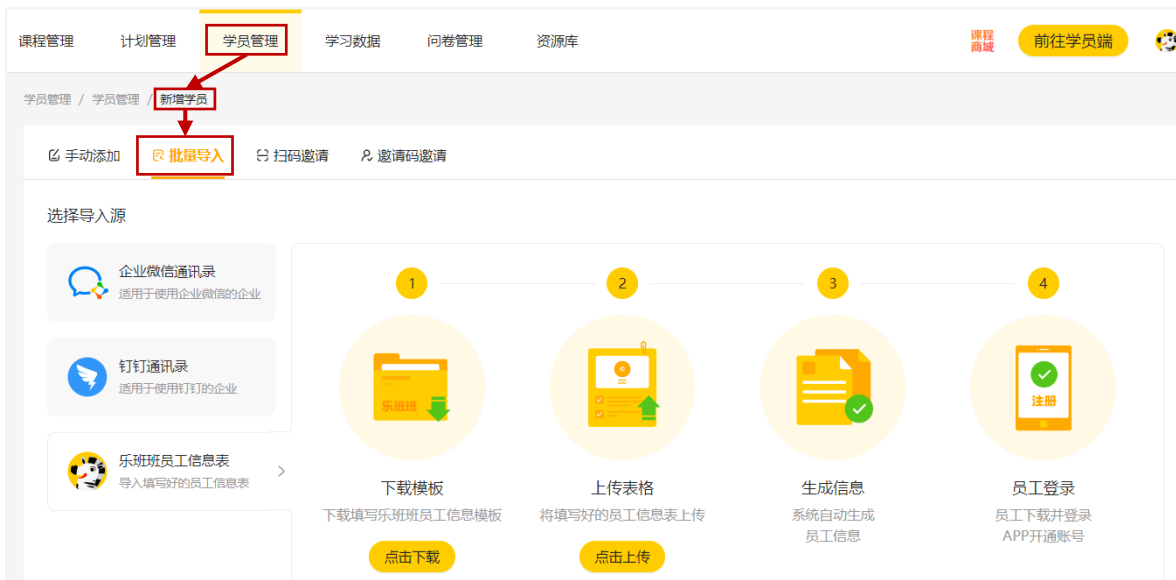 课程管理 计划管理 学员管理 学习数据 问卷管理 资源库 课程商城 前往学员端
学员管理 / 学员管理 / 新增学员
手动添加 批量导入 扫码邀请 邀请码邀请
选择导入源
企业微信通讯录
适用于使用企业微信的企业
钉钉通讯录
适用于使用钉钉的企业
乐班班员工信息表
导入填写好的员工信息表
1 2 3 4
乐班班
注册
下载模板 上传表格 生成信息 员工登录
下载填写乐班班员工信息模板 将填写好的员工信息表上传 系统自动生成 员工下载并登录
员工信息 APP开通账号
点击下载 点击上传